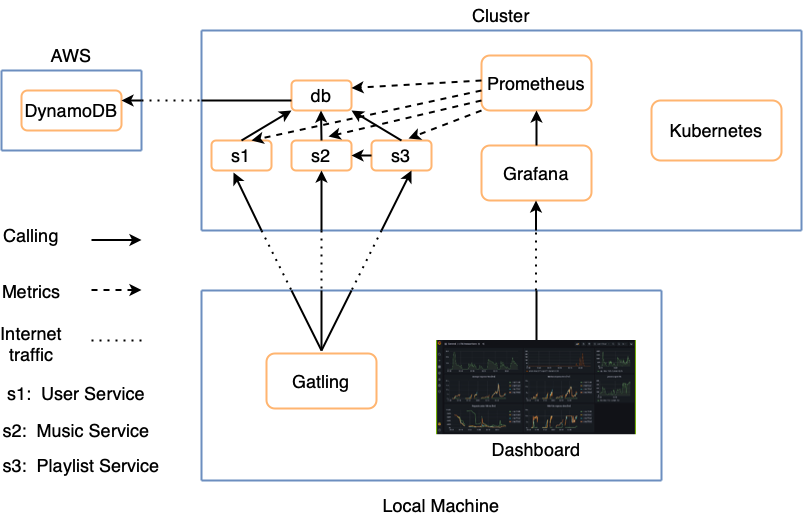 Cluster
AWS
DynamoDB
db
Prometheus
s1
s2
s3
Grafana
Kubernetes
Calling
Metrics
Internet
traffic
s1: User Service
s2: Music Service
s3: Playlist Service
Gatling
Dashboard
Local Machine